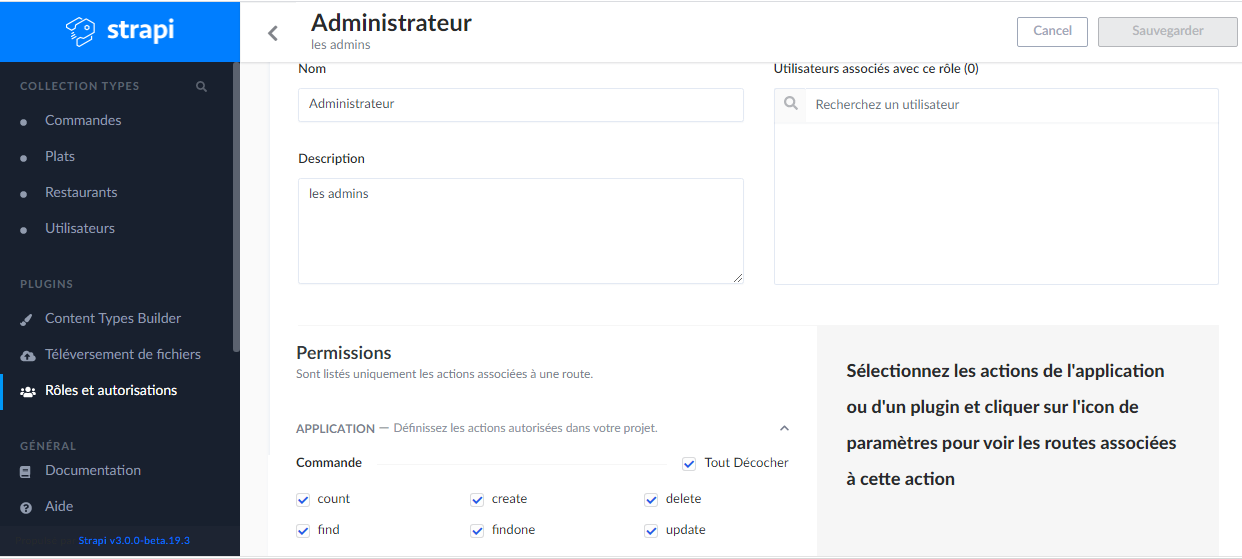 strapi
COLLECTION TYPES
Commandes
Plats
Restaurants
Utilisateurs
PLUGINS
Content Types Builder
Téléversement de fichiers
Rôles et autorisations
GÉNÉRAL
Documentation
Aide
Strapi v3.0.0-beta.19.3
Administrateur
les admins
Cancel
Sauvegarder
Nom
Administrateur
Description
les admins
Utilisateurs associés avec ce rôle (0)
Recherchez un utilisateur
Permissions
Sont listés uniquement les actions associées à une route.
APPLICATION — Définissez les actions autorisées dans votre projet.
Commande
Tout Décocher
count create delete
find findone update
Sélectionnez les actions de l'application
ou d'un plugin et cliquer sur l'icon de
paramètres pour voir les routes associées
à cette action